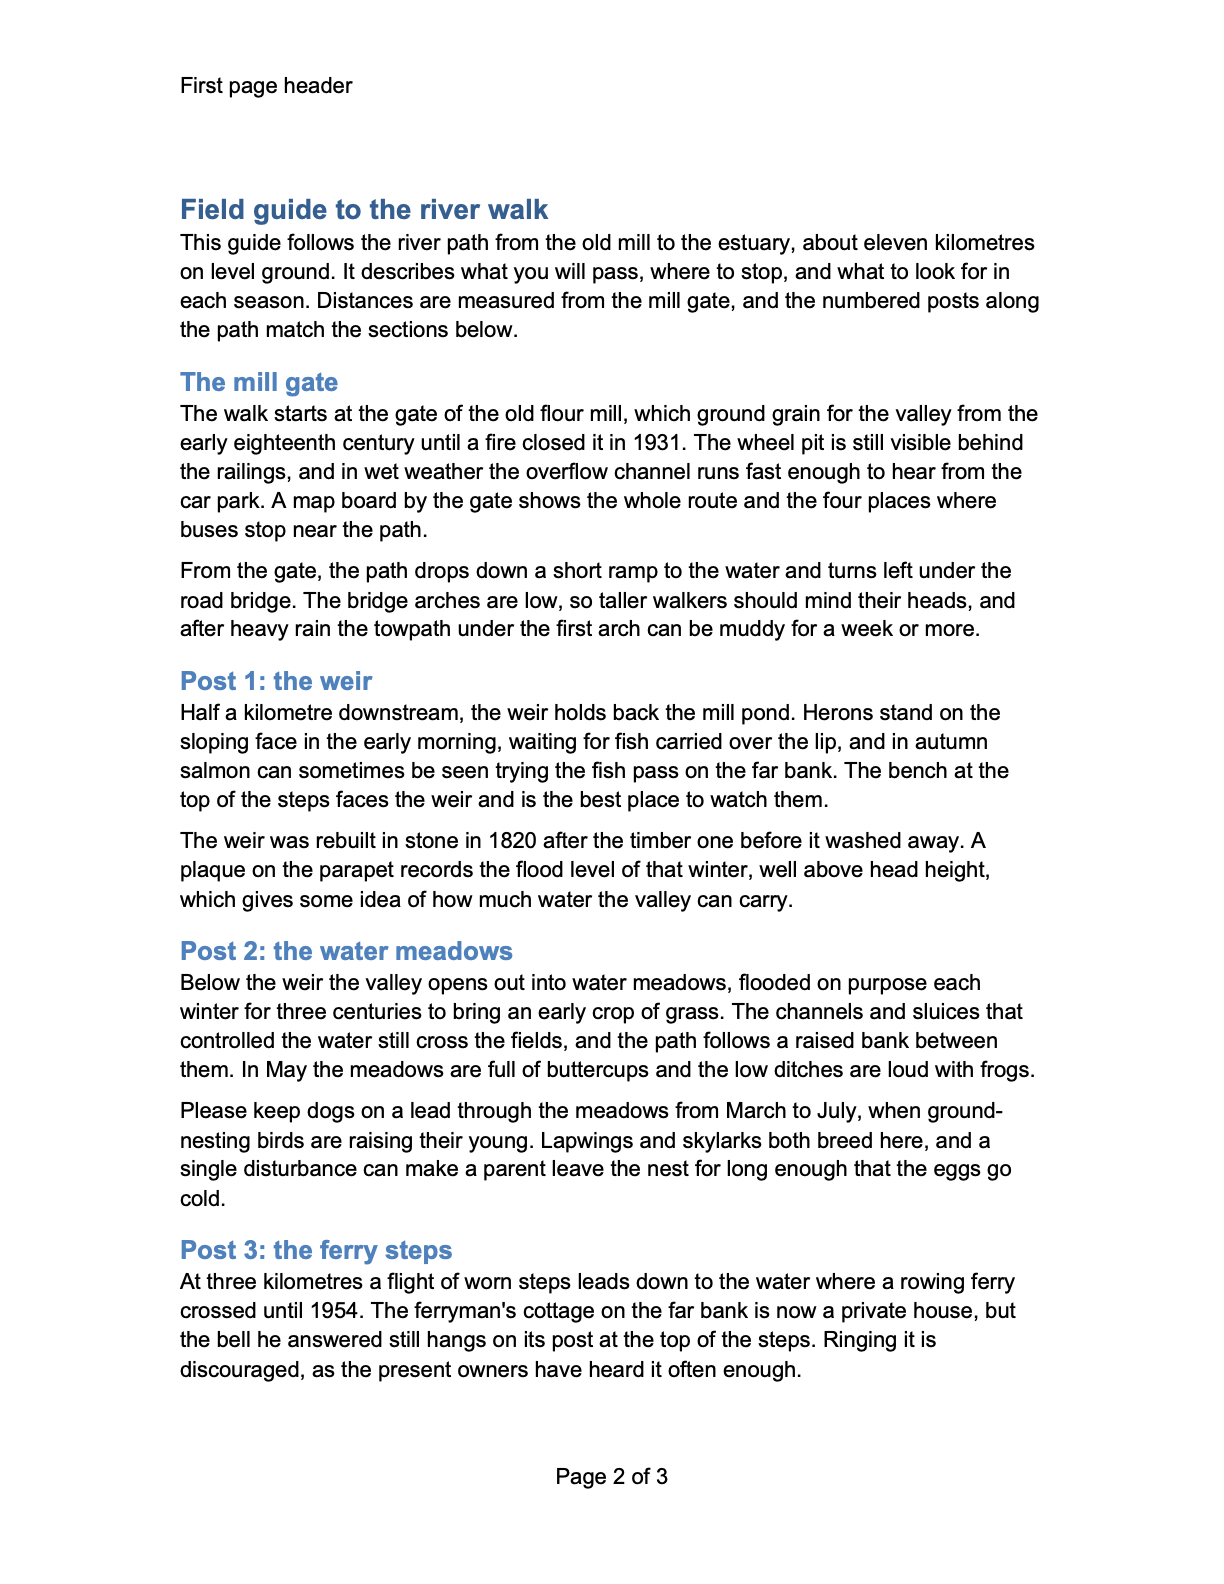 First page header
Field guide to the river walk
This guide follows the river path from the old mill to the estuary, about eleven kilometres
on level ground. It describes what you will pass, where to stop, and what to look for in
each season. Distances are measured from the mill gate, and the numbered posts along
the path match the sections below.
The mill gate
The walk starts at the gate of the old flour mill, which ground grain for the valley from the
early eighteenth century until a fire closed it in 1931. The wheel pit is still visible behind
the railings, and in wet weather the overflow channel runs fast enough to hear from the
car park. A map board by the gate shows the whole route and the four places where
buses stop near the path.
From the gate, the path drops down a short ramp to the water and turns left under the
road bridge. The bridge arches are low, so taller walkers should mind their heads, and
after heavy rain the towpath under the first arch can be muddy for a week or more.
Post 1: the weir
Half a kilometre downstream, the weir holds back the mill pond. Herons stand on the
sloping face in the early morning, waiting for fish carried over the lip, and in autumn
salmon can sometimes be seen trying the fish pass on the far bank. The bench at the
top of the steps faces the weir and is the best place to watch them.
The weir was rebuilt in stone in 1820 after the timber one before it washed away. A
plaque on the parapet records the flood level of that winter, well above head height,
which gives some idea of how much water the valley can carry.
Post 2: the water meadows
Below the weir the valley opens out into water meadows, flooded on purpose each
winter for three centuries to bring an early crop of grass. The channels and sluices that
controlled the water still cross the fields, and the path follows a raised bank between
them. In May the meadows are full of buttercups and the low ditches are loud with frogs.
Please keep dogs on a lead through the meadows from March to July, when ground-
nesting birds are raising their young. Lapwings and skylarks both breed here, and a
single disturbance can make a parent leave the nest for long enough that the eggs go
cold.
Post 3: the ferry steps
At three kilometres a flight of worn steps leads down to the water where a rowing ferry
crossed until 1954. The ferryman's cottage on the far bank is now a private house, but
the bell he answered still hangs on its post at the top of the steps. Ringing it is
discouraged, as the present owners have heard it often enough.
Page 2 of 3